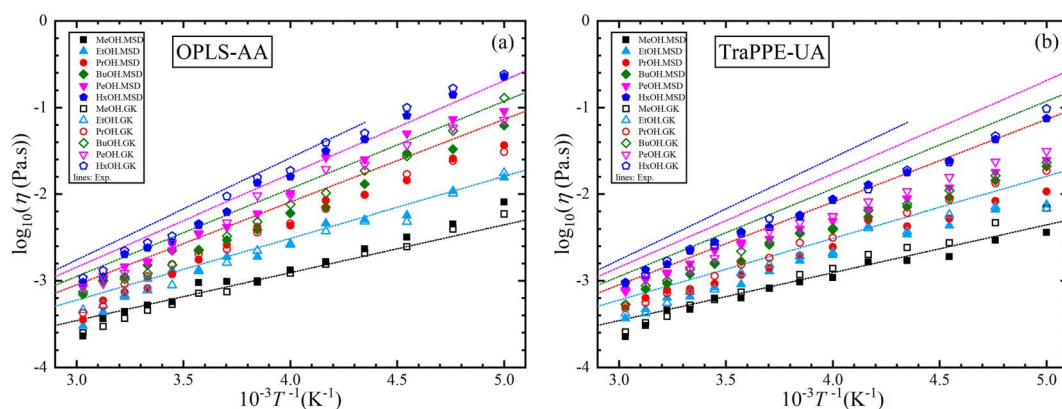 MeOH.MSD
EtOH.MSD
PrOH.MSD
BuOH.MSD
PeOH.MSD
HxOH.MSD
MeOH.GK
EtOH.GK
PrOH.GK
BuOH.GK
PeOH.GK
HxOH.GK
lines: Exp.
OPLS-AA
(a)
0
-1
-2
-3
-4
log10(η (Pa.s)
3.0 3.5 4.0 4.5 5.0
10⁻³T⁻¹(K⁻¹)
MeOH.MSD
EtOH.MSD
PrOH.MSD
BuOH.MSD
PeOH.MSD
HxOH.MSD
MeOH.GK
EtOH.GK
PrOH.GK
BuOH.GK
PeOH.GK
HxOH.GK
lines: Exp.
TraPPE-UA
(b)
0
-1
-2
-3
-4
log₁₀(η (Pa.s)
3.0 3.5 4.0 4.5 5.0
10⁻³T⁻¹(K⁻¹)